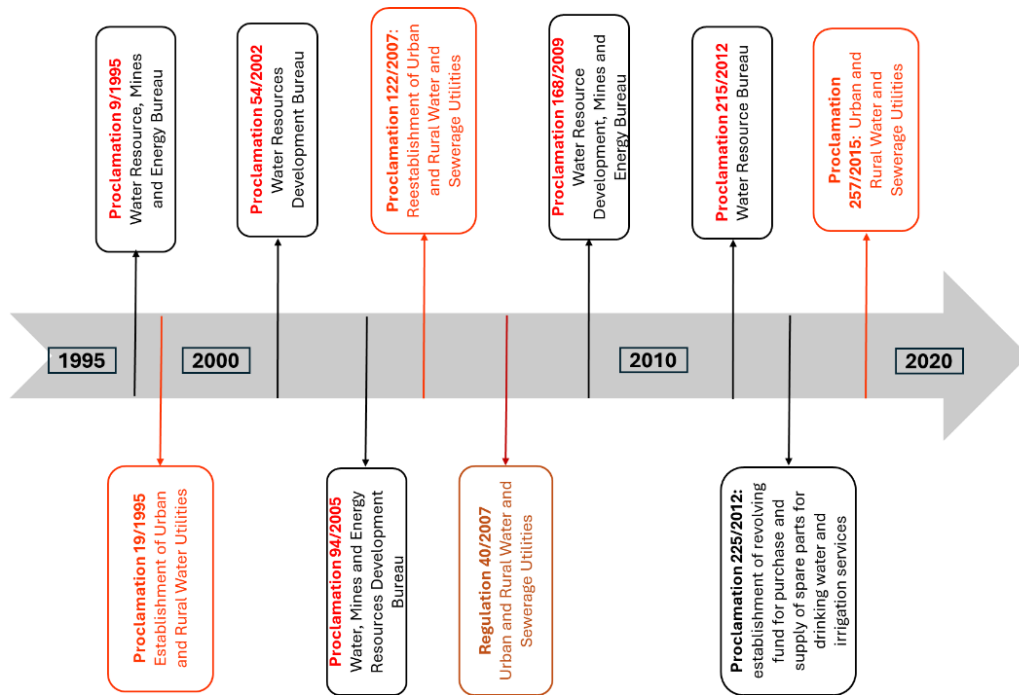 Proclamation 9/1995
Water Resource, Mines
and Energy Bureau
Proclamation 54/2002
Water Resources
Development Bureau
Proclamation 122/2007:
Reestablishment of Urban
and Rural Water and
Sewerage Utilities
Proclamation 168/2009
Water Resource
Development, Mines and
Energy Bureau
Proclamation 215/2012
Water Resource Bureau
Proclamation
257/2015: Urban and
Rural Water and
Sewerage Utilities
1995
2000
2010
2020
Proclamation 19/1995
Establishment of Urban
and Rural Water Utilities
Proclamation 94/2005
Water, Mines and Energy
Resources Development
Bureau
Regulation 40/2007
Urban and Rural Water and
Sewerage Utilities
Proclamation 225/2012:
establishment of revolving
fund for purchase and
supply of spare parts for
drinking water and
irrigation services